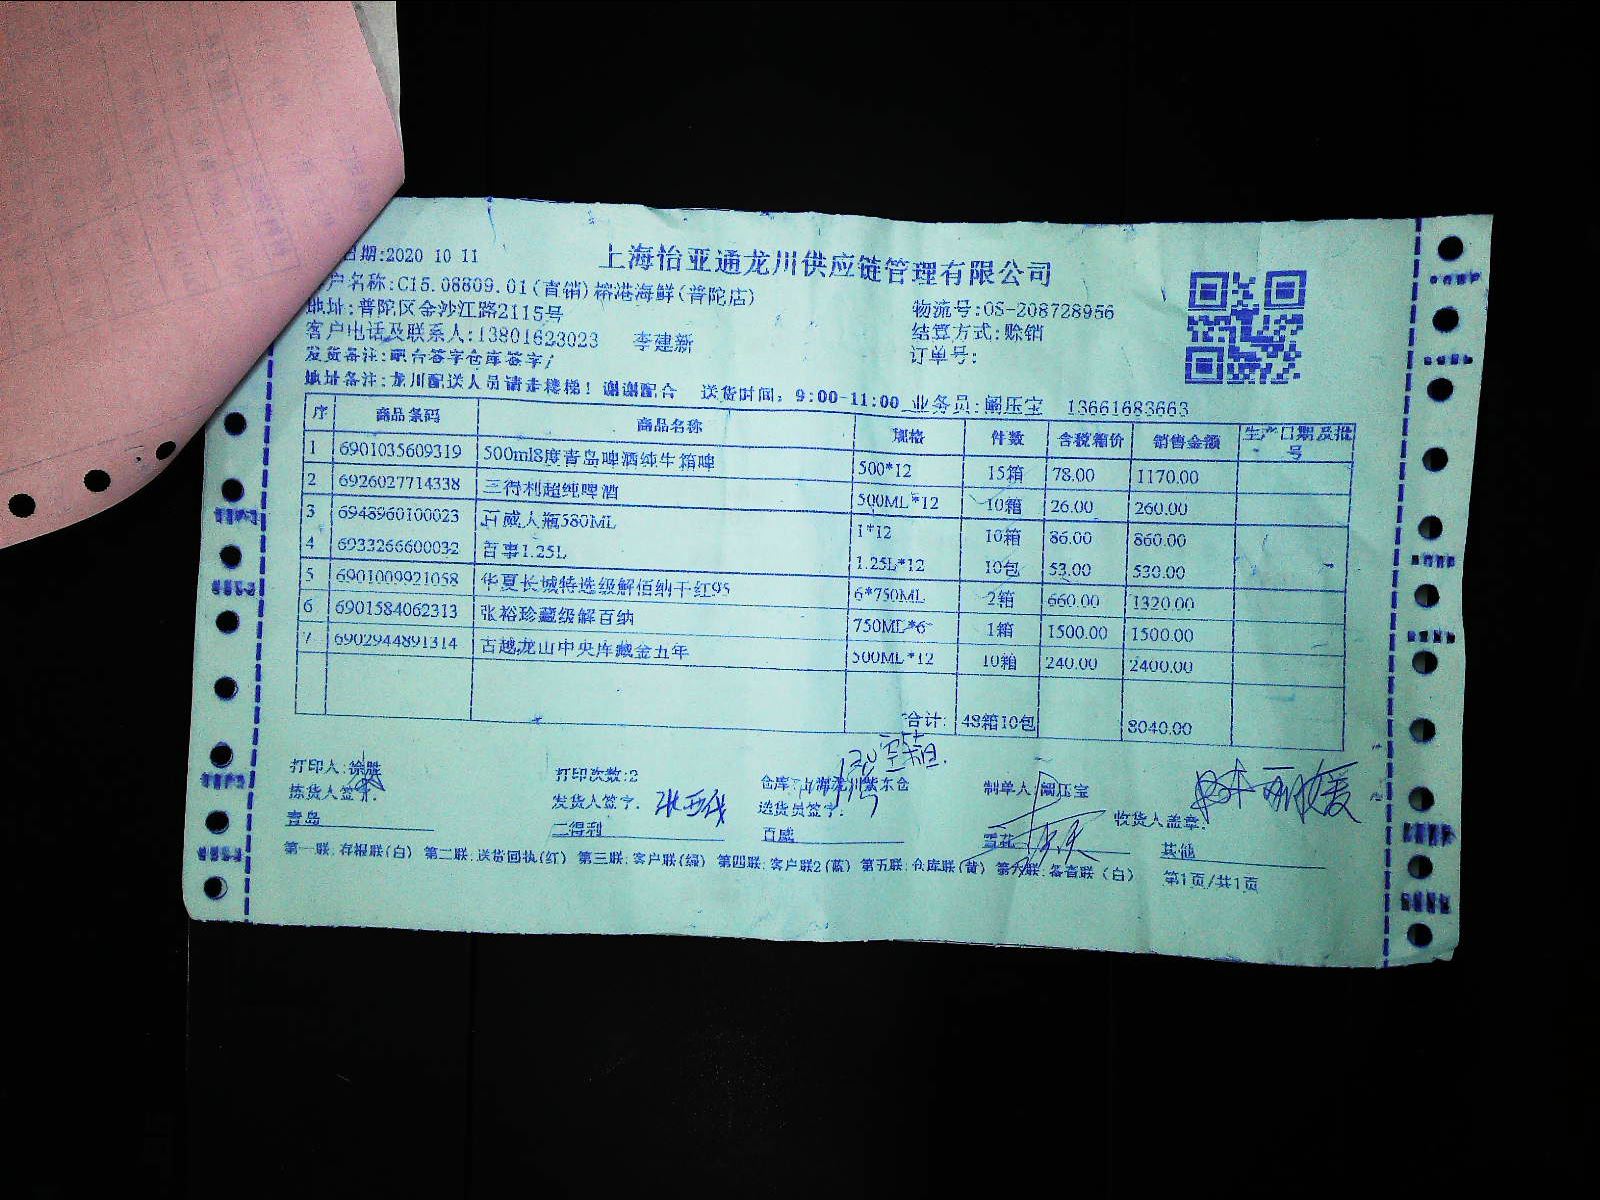 日期:2020 10 11
上海怡亚通龙川供应链管理有限公司
户名称:C15.08809.01(直销)榕港海鲜(普陀店)
地址:普陀区金沙江路2115号
物流号:OS-208728956
客户电话及联系人:13801623023 李建新
结算方式:赊销
发货备注:吧台签字仓库签字/
订单号:
地址备注:龙川配送人员请走楼梯!谢谢配合 送货时间:9:00-11:00 业务员:阚压宝 13661683663
序 商品条码 商品名称 规格 件数 含税箱价 销售金额 生产日期及批号
1 6901035609319 500ml8度青岛啤酒纯生箱啤 500*12 15箱 78.00 1170.00
2 6926027714338 三得利超纯啤酒 500ML*12 10箱 26.00 260.00
3 6948960100023 百威大瓶580ML 1*12 10箱 86.00 860.00
4 6933266600032 百事1.25L 1.25L*12 10包 53.00 530.00
5 6901009921058 华夏长城特选级解佰纳干红95 6*750ML 2箱 660.00 1320.00
6 6901584062313 张裕珍藏级解百纳 750ML*6 1箱 1500.00 1500.00
7 6902944891314 古越龙山中央库藏金五年 500ML*12 10箱 240.00 2400.00
合计: 48箱10包 8040.00
打印人:徐胜 打印次数:2 仓库:上海龙川紫东仓 制单人:阚压宝
拣货人签字: 发货人签字: 送货员签字: 收货人盖章:
青岛 三得利 百威 雪花 其他
第一联:存根联(白) 第二联:送货回执(红) 第三联:客户联(绿) 第四联:客户联2(蓝) 第五联:仓库联(黄) 第六联:备查联(白) 第1页/共1页